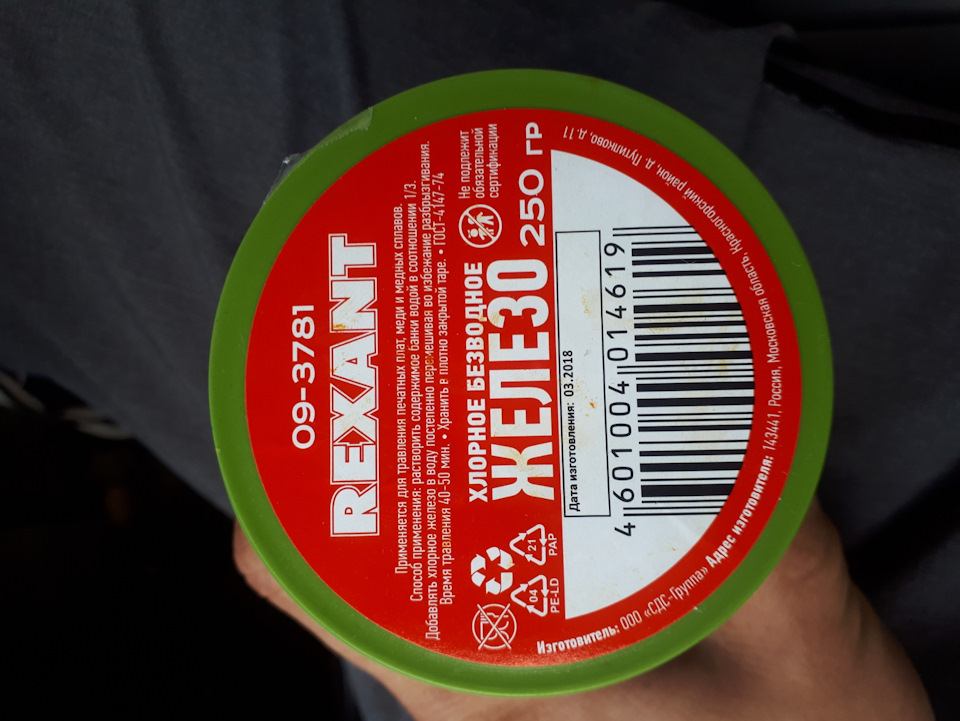 09-3781
REXANT
Применяется для травления печатных плат, меди и медных сплавов.
Способ применения: растворить содержимое банки водой в соотношении 1/3.
Добавлять хлорное железо в воду постепенно перемешивая во избежание разбрызгивания.
Время травления 40-50 мин. • Хранить в плотно закрытой таре. • ГОСТ-4147-74
ХЛОРНОЕ БЕЗВОДНОЕ
ЖЕЛЕЗО 250 ГР
Не подлежит
обязательной
сертификации
04
PE-LD
21
PAP
Дата изготовления: 03.2018
4 601004 014619
Изготовитель: ООО «СДС-Группа» Адрес изготовителя: 143441, Россия, Московская область, Красногорский район, д. Путилково, д.11